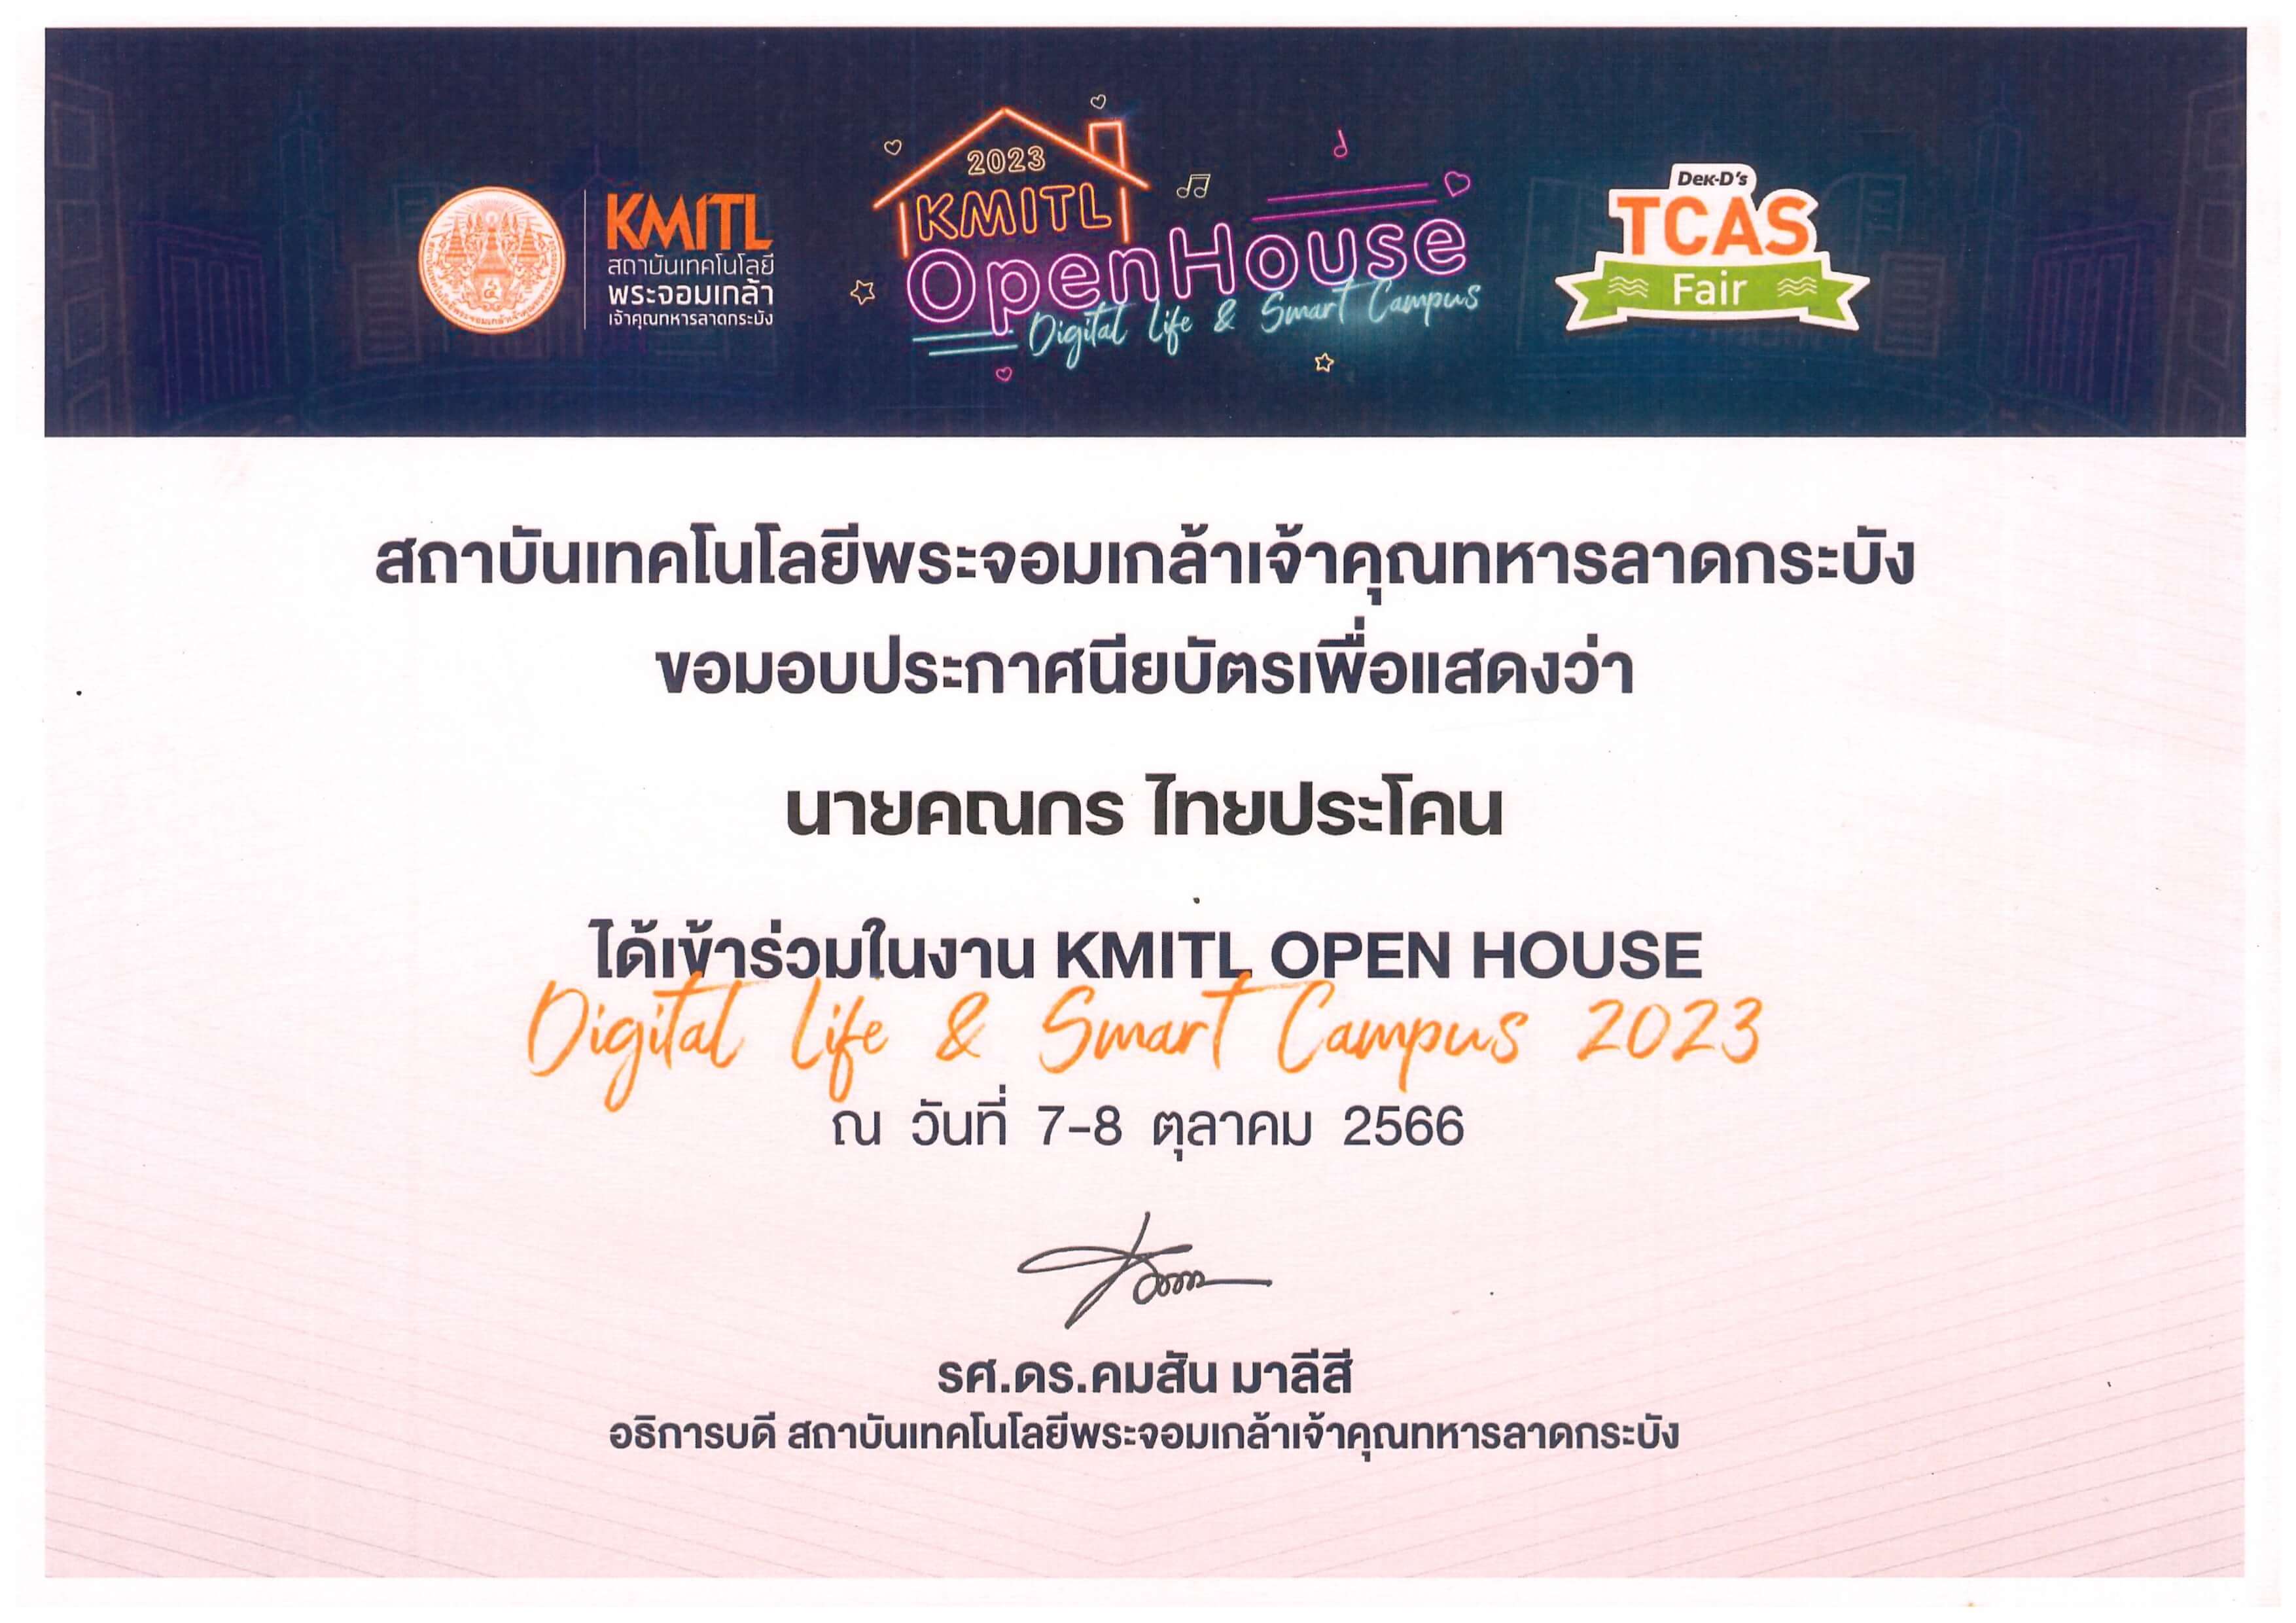 KMITL
สถาบันเทคโนโลยี
พระจอมเกล้า
เจ้าคุณทหารลาดกระบัง
2023
KMITL
OpenHouse
Digital Life & Smart Campus
Dek-D's
TCAS
Fair
สถาบันเทคโนโลยีพระจอมเกล้าเจ้าคุณทหารลาดกระบัง
ขอมอบประกาศนียบัตรเพื่อแสดงว่า
นายคณกร ไทยประโคน
ได้เข้าร่วมในงาน KMITL OPEN HOUSE
Digital Life & Smart Campus 2023
ณ วันที่ 7-8 ตุลาคม 2566
รศ.ดร.คมสัน มาลีสี
อธิการบดี สถาบันเทคโนโลยีพระจอมเกล้าเจ้าคุณทหารลาดกระบัง